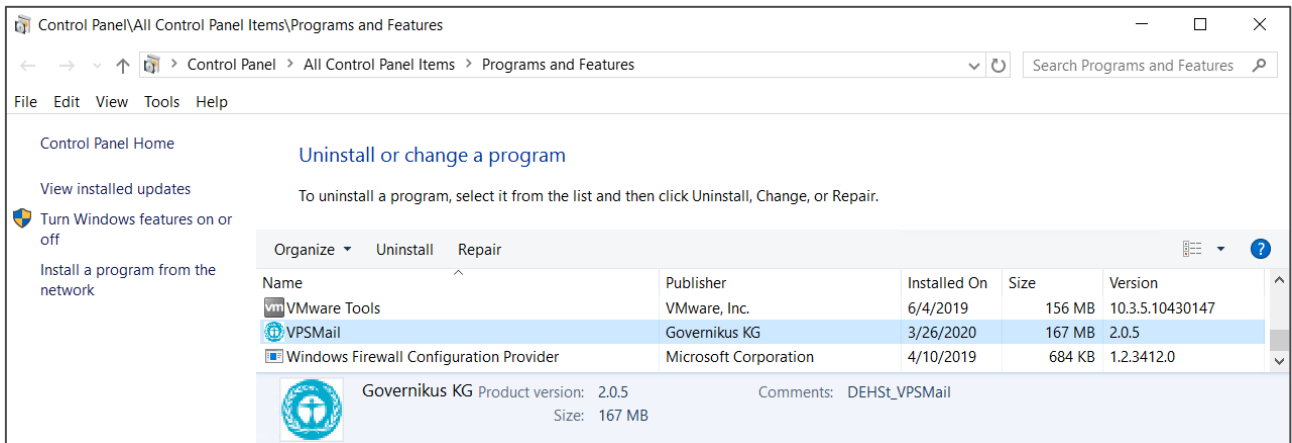 Control Panel\All Control Panel Items\Programs and Features
Control Panel > All Control Panel Items > Programs and Features
Search Programs and Features
File Edit View Tools Help
Control Panel Home
View installed updates
Turn Windows features on or
off
Install a program from the
network
Uninstall or change a program
To uninstall a program, select it from the list and then click Uninstall, Change, or Repair.
Organize Uninstall Repair
Name Publisher Installed On Size Version
vm VMware Tools VMware, Inc. 6/4/2019 156 MB 10.3.5.10430147
VPSMail Governikus KG 3/26/2020 167 MB 2.0.5
Windows Firewall Configuration Provider Microsoft Corporation 4/10/2019 684 KB 1.2.3412.0
Governikus KG Product version: 2.0.5 Comments: DEHSt_VPSMail
Size: 167 MB